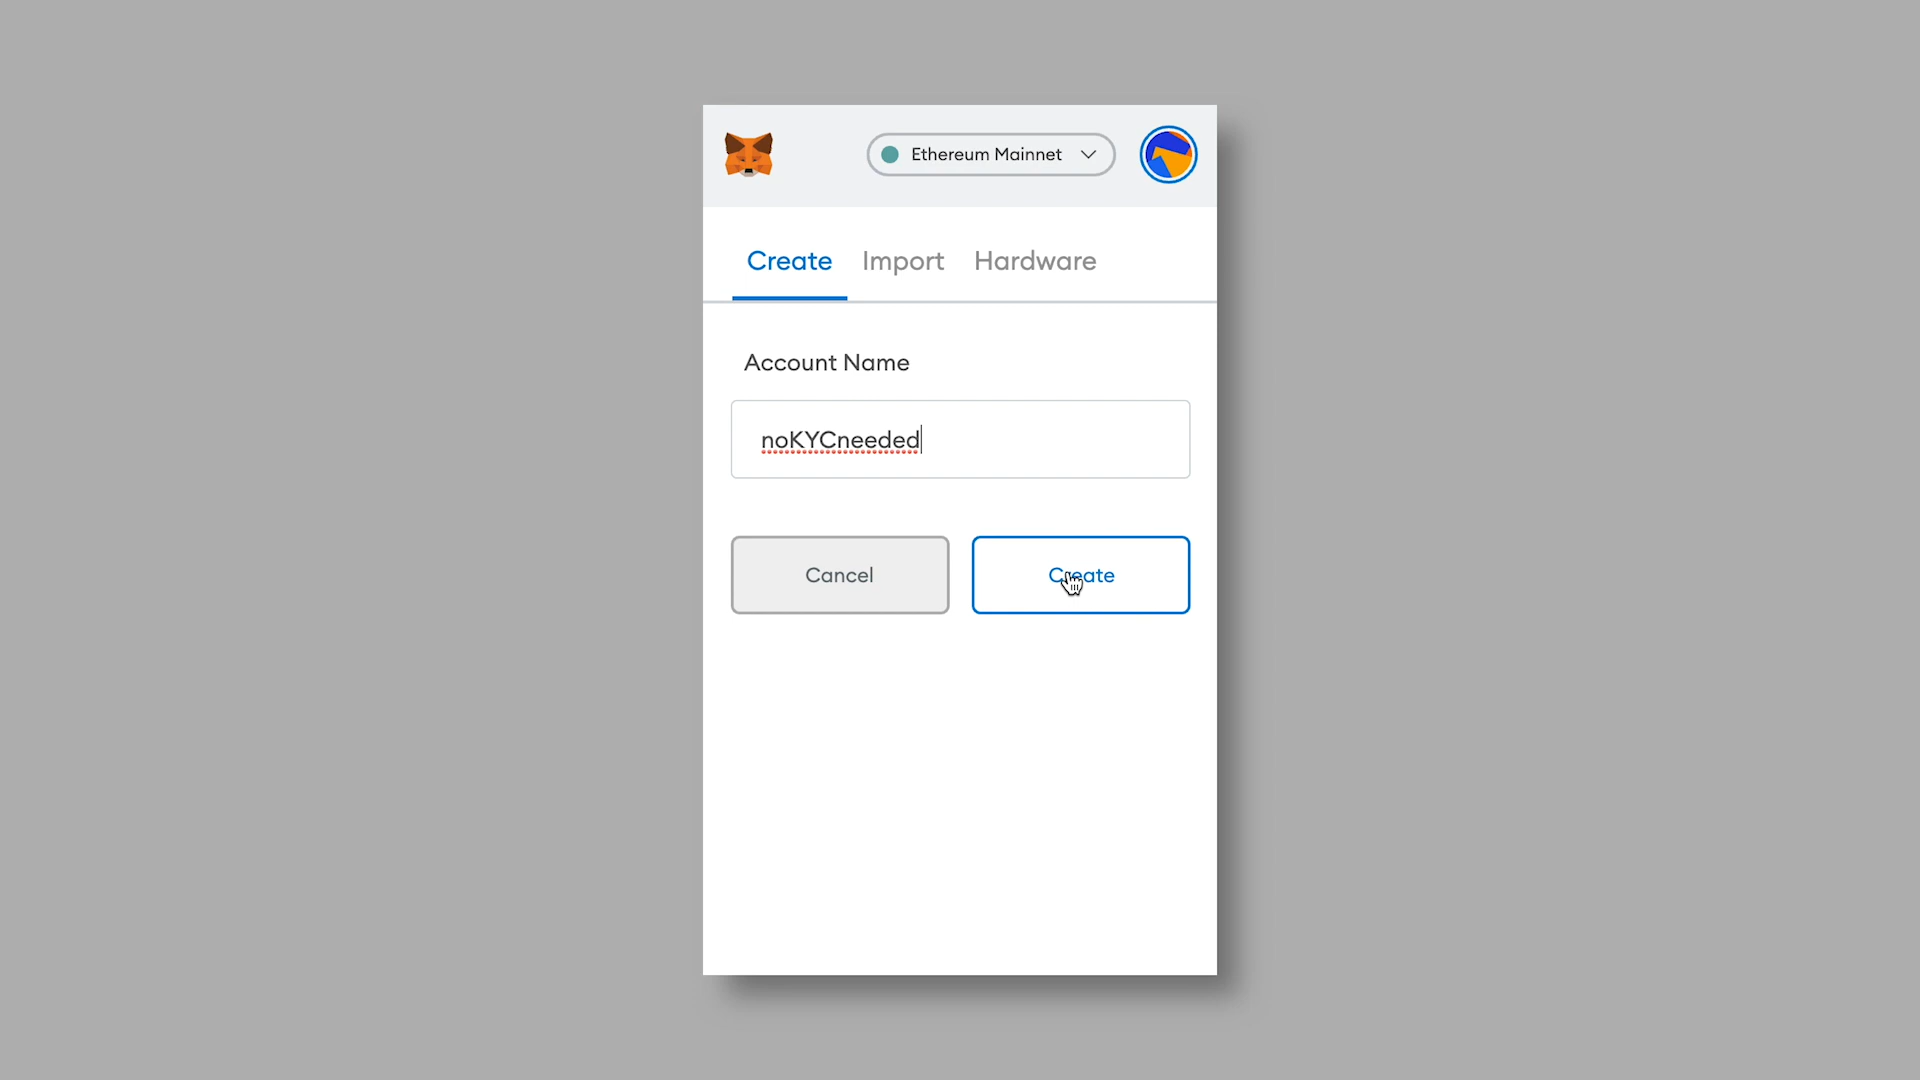 Ethereum Mainnet
Create Import Hardware
Account Name
noKYCneeded
Cancel Create